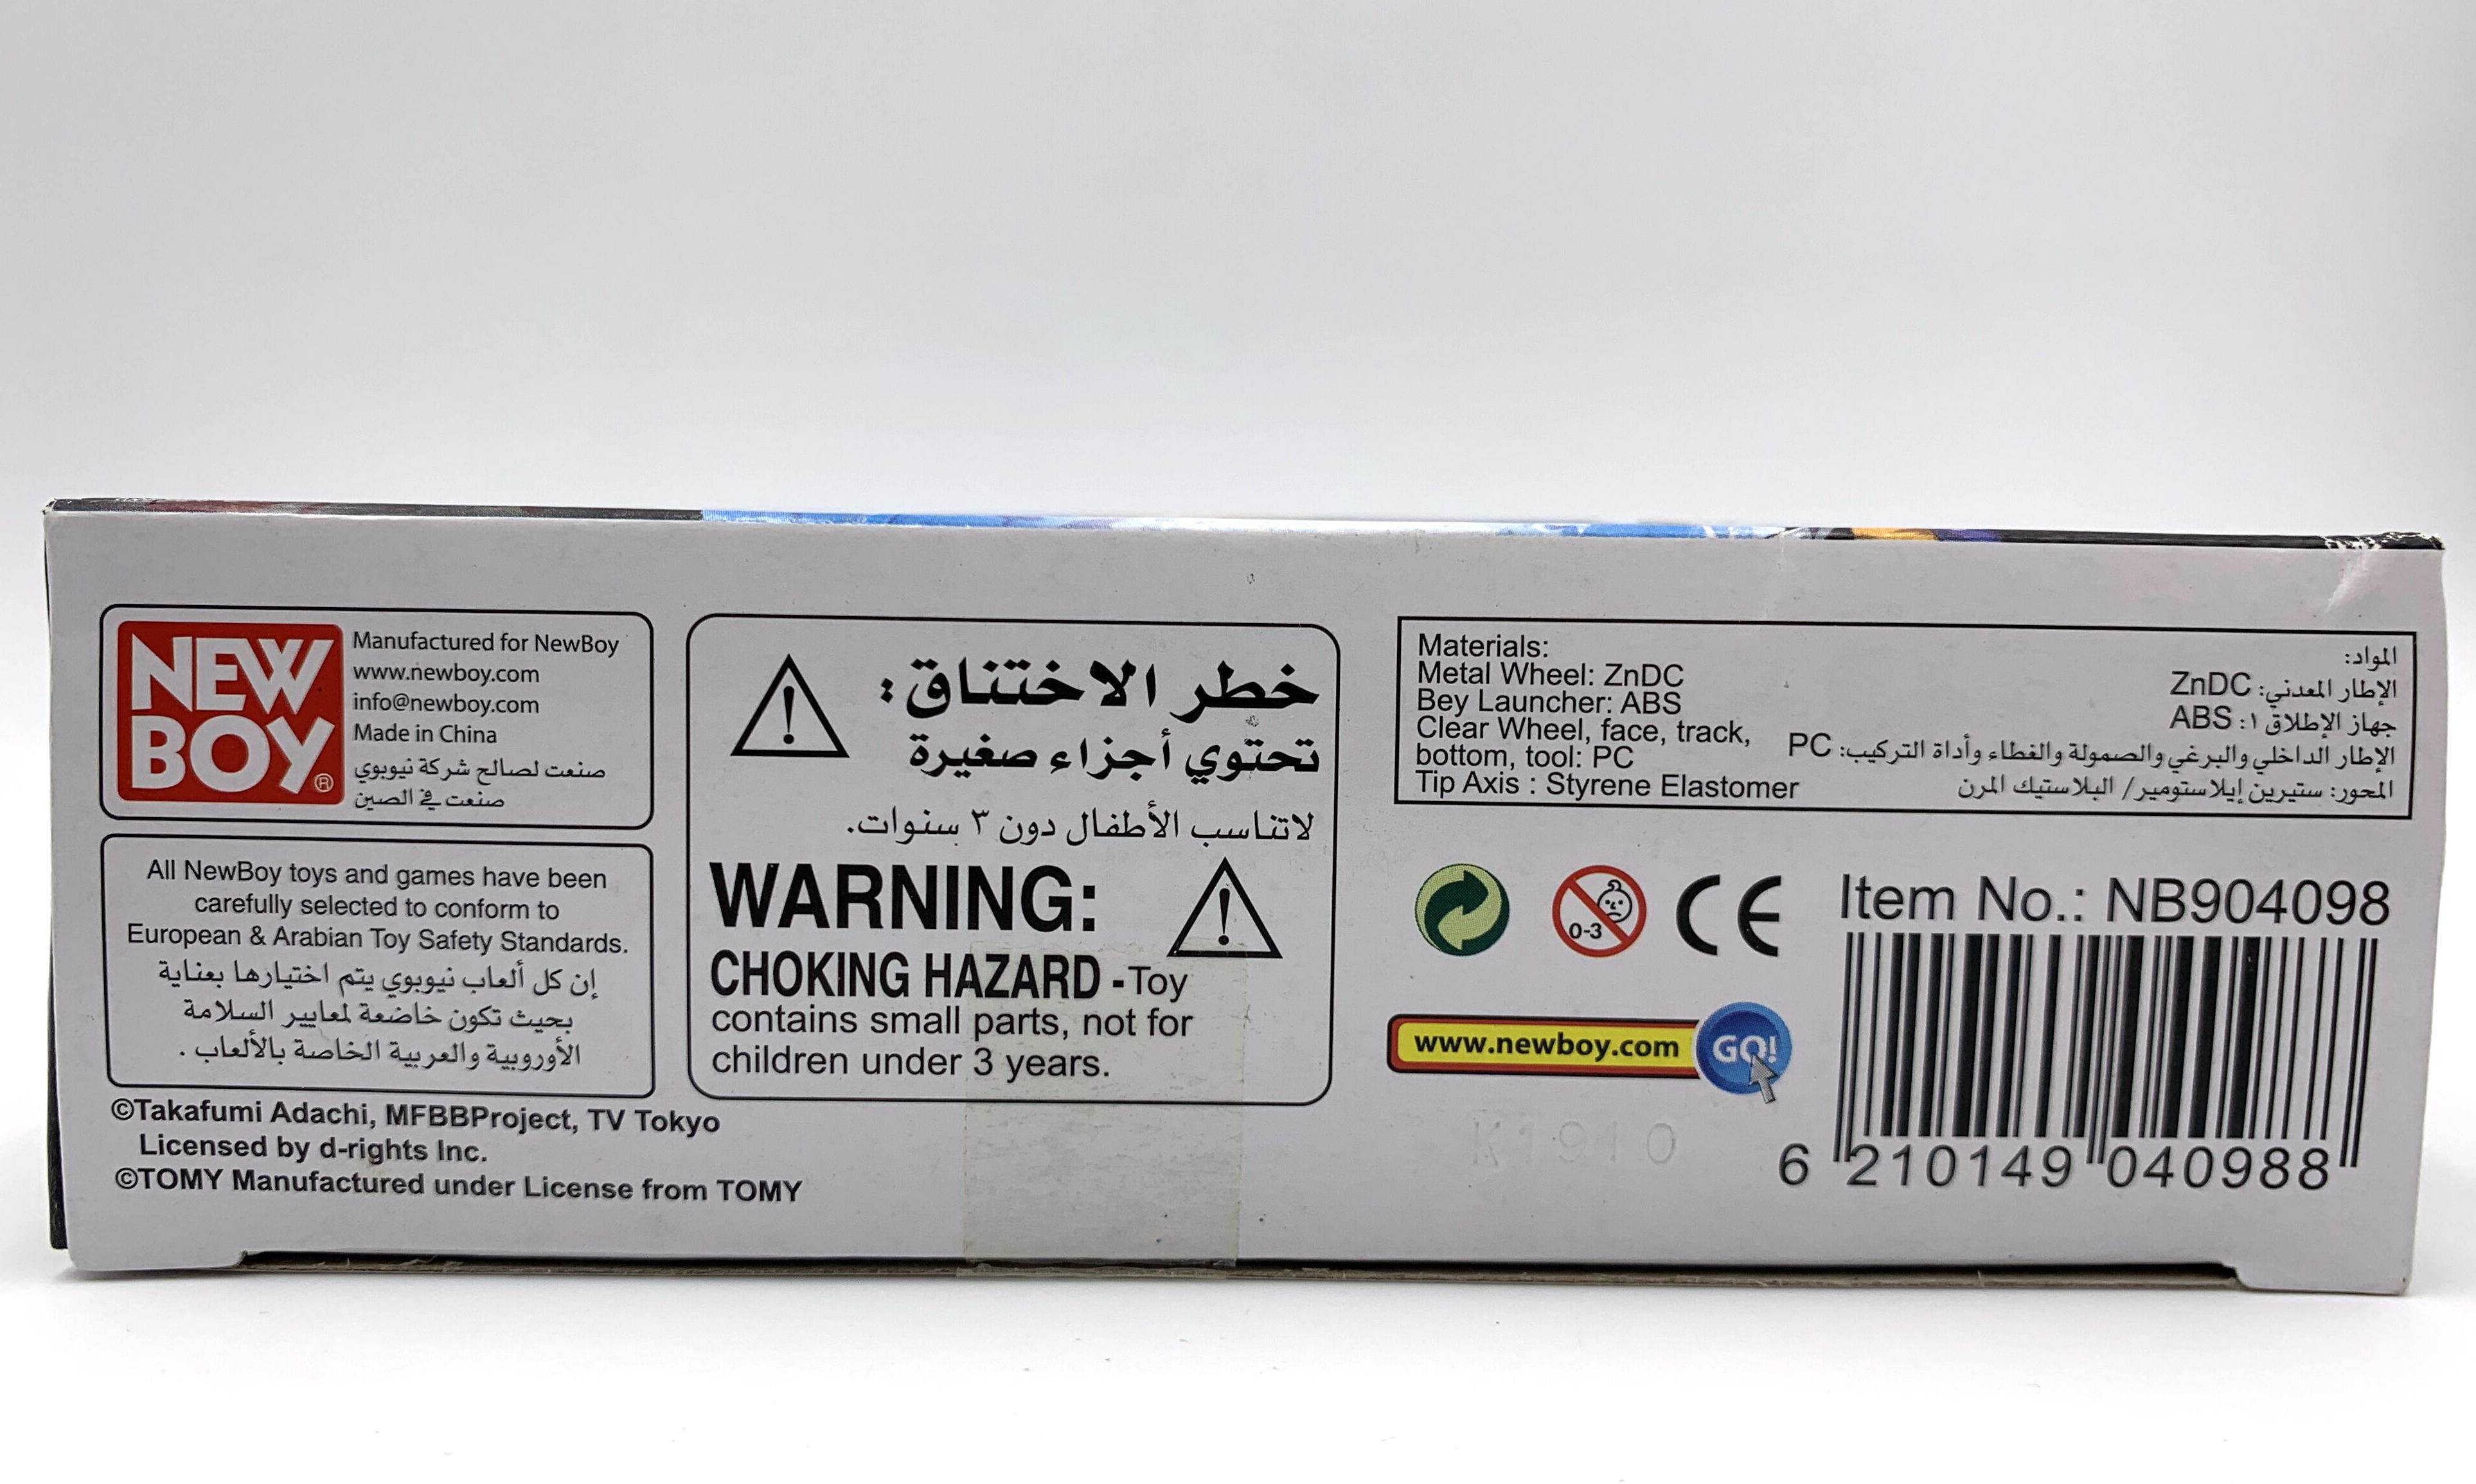 NEW
BOY®
Manufactured for NewBoy
www.newboy.com
info@newboy.com
Made in China
صنعت لصالح شركة نيوبوي
صنعت في الصين
All NewBoy toys and games have been
carefully selected to conform to
European & Arabian Toy Safety Standards.
إن كل ألعاب نيوبوي يتم اختيارها بعناية
بحيث تكون خاضعة لمعايير السلامة
الأوروبية والعربية الخاصة بالألعاب .
©Takafumi Adachi, MFBBProject, TV Tokyo
Licensed by d-rights Inc.
©TOMY Manufactured under License from TOMY
خطر الاختناق :
تحتوي أجزاء صغيرة
لاتناسب الأطفال دون ٣ سنوات.
WARNING:
CHOKING HAZARD -Toy
contains small parts, not for
children under 3 years.
Materials:
Metal Wheel: ZnDC
Bey Launcher: ABS
Clear Wheel, face, track,
bottom, tool: PC
Tip Axis : Styrene Elastomer
المواد:
الإطار المعدني: ZnDC
جهاز الإطلاق ١: ABS
الإطار الداخلي والبرغي والصمولة والغطاء وأداة التركيب: PC
المحور: ستيرين إيلاستومير/ البلاستيك المرن
0-3
CE
Item No.: NB904098
www.newboy.com GO!
K1910
6 210149 040988